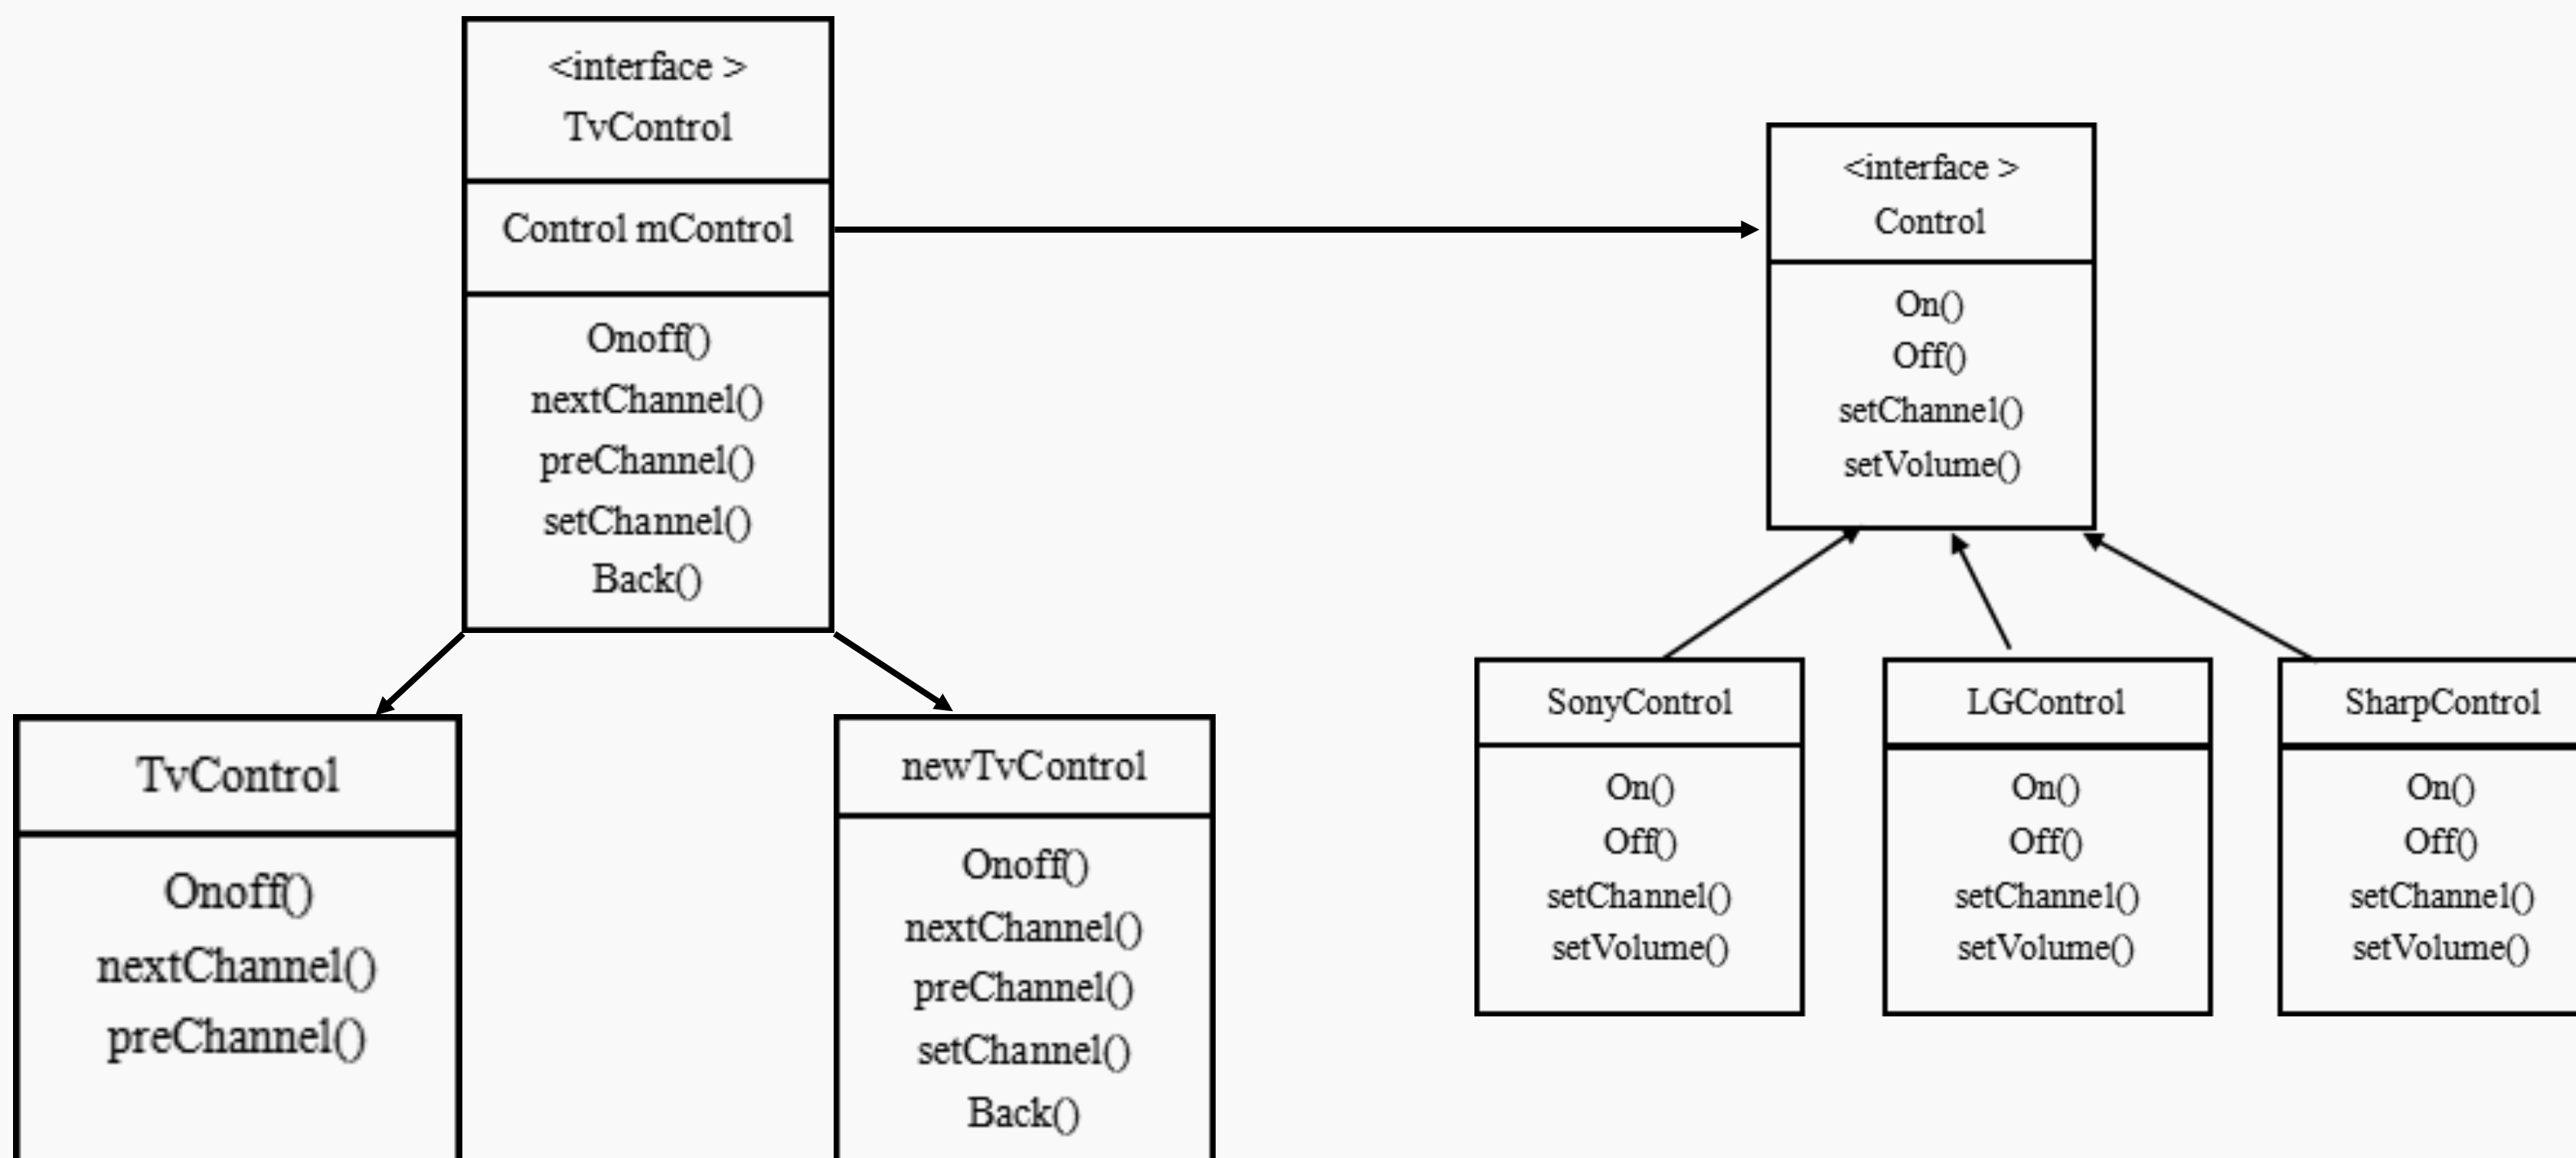 <interface >
TvControl
Control mControl
Onoff()
nextChannel()
preChannel()
setChannel()
Back()
<interface >
Control
On()
Off()
setChannel()
setVolume()
TvControl
Onoff()
nextChannel()
preChannel()
newTvControl
Onoff()
nextChannel()
preChannel()
setChannel()
Back()
SonyControl
On()
Off()
setChannel()
setVolume()
LGControl
On()
Off()
setChannel()
setVolume()
SharpControl
On()
Off()
setChannel()
setVolume()